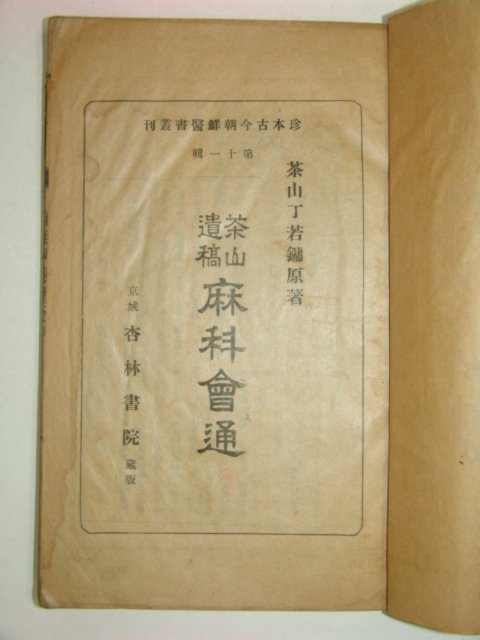 珍本古今朝鮮醫書叢刊
第十一輯
茶山丁若鏞原著
茶山
遺稿
麻科會通
京城
杏林書院
蔵版